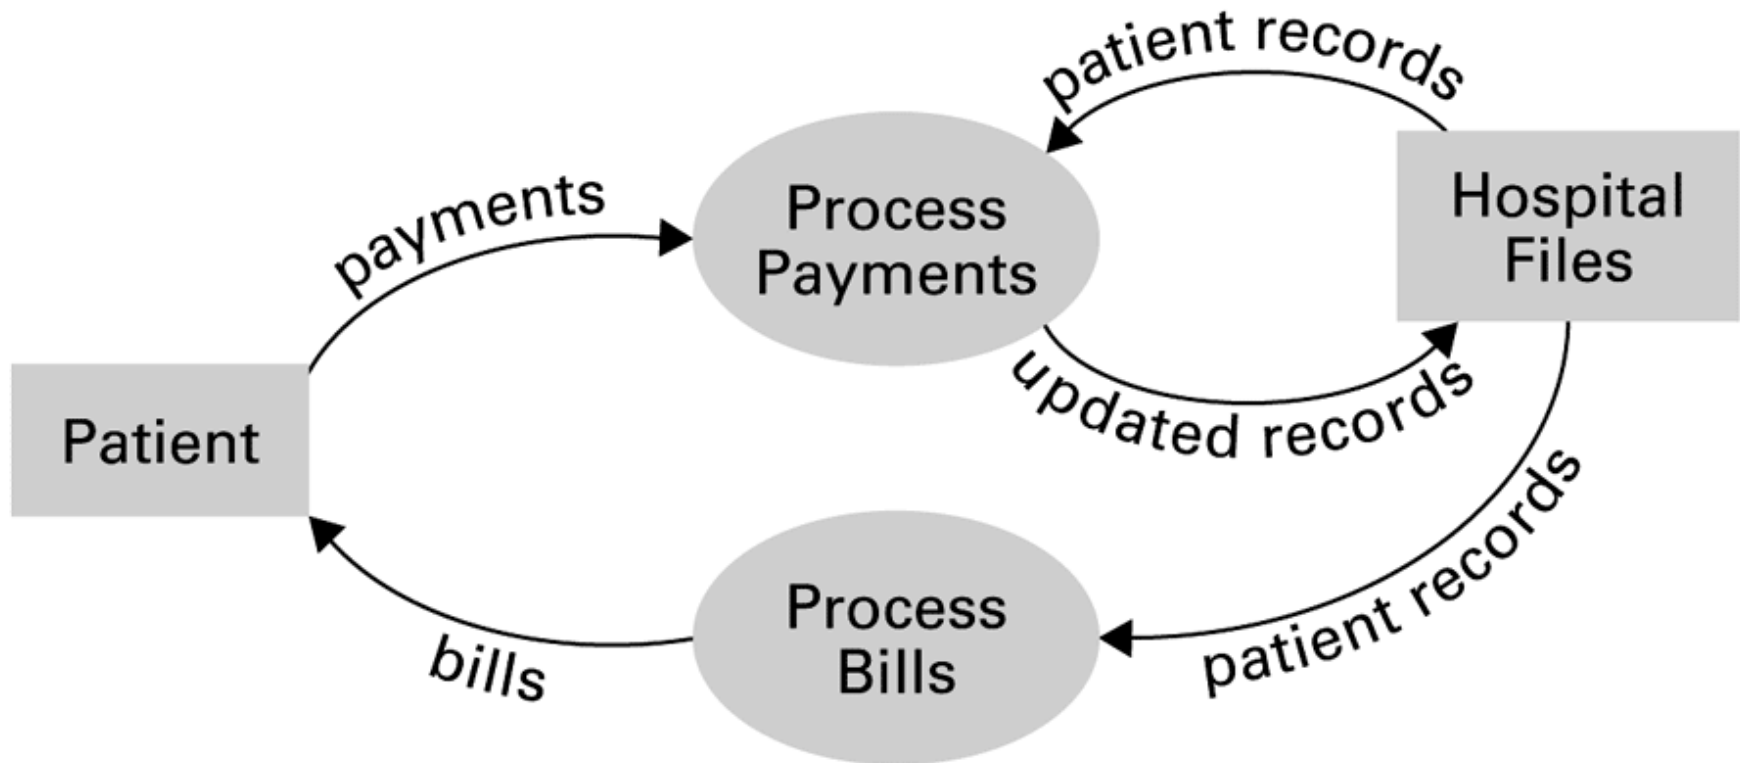 patient records
payments
Process
Payments
Hospital
Files
updated records
Patient
patient records
Process
Bills
bills